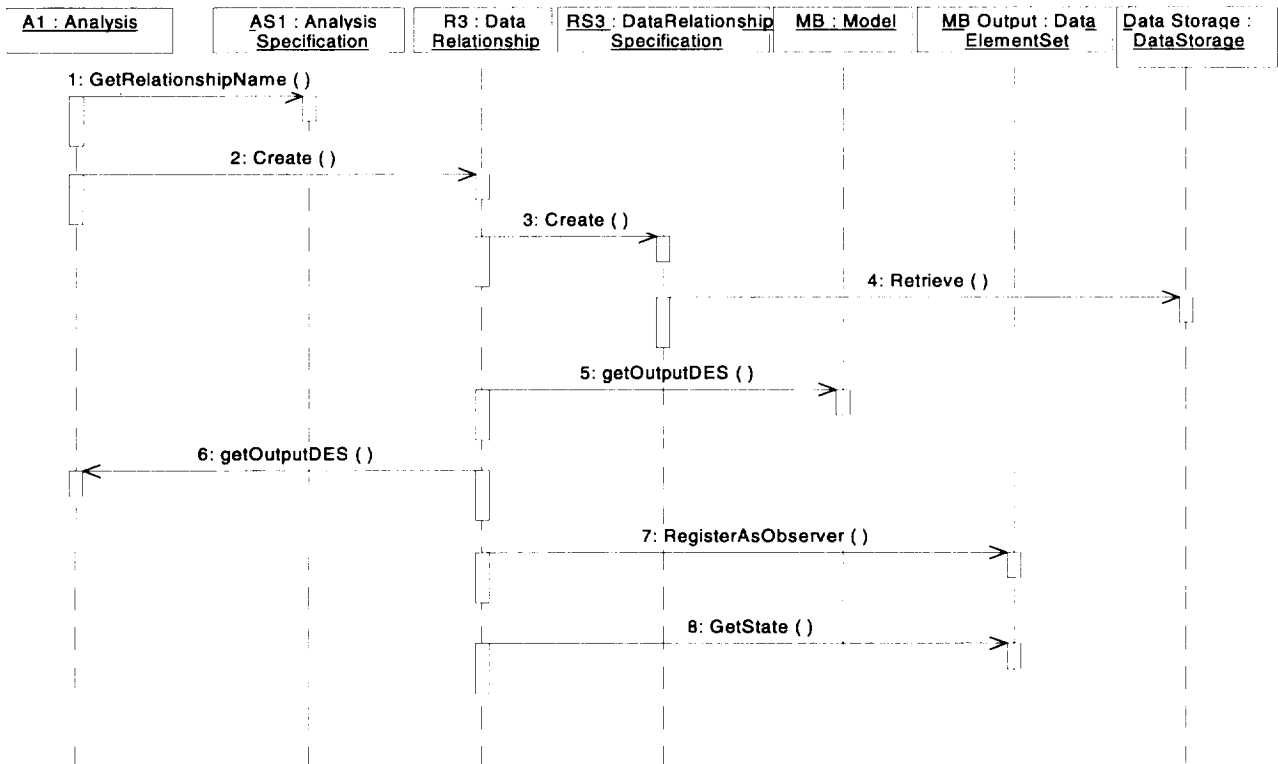 A1 : Analysis
AS1 : Analysis
Specification
R3 : Data
Relationship
RS3 : DataRelationship
Specification
MB : Model
MB Output : Data
ElementSet
Data Storage :
DataStorage
1: GetRelationshipName ( )
2: Create ( )
3: Create ( )
4: Retrieve ( )
5: getOutputDES ( )
6: getOutputDES ( )
7: RegisterAsObserver ( )
8: GetState ( )